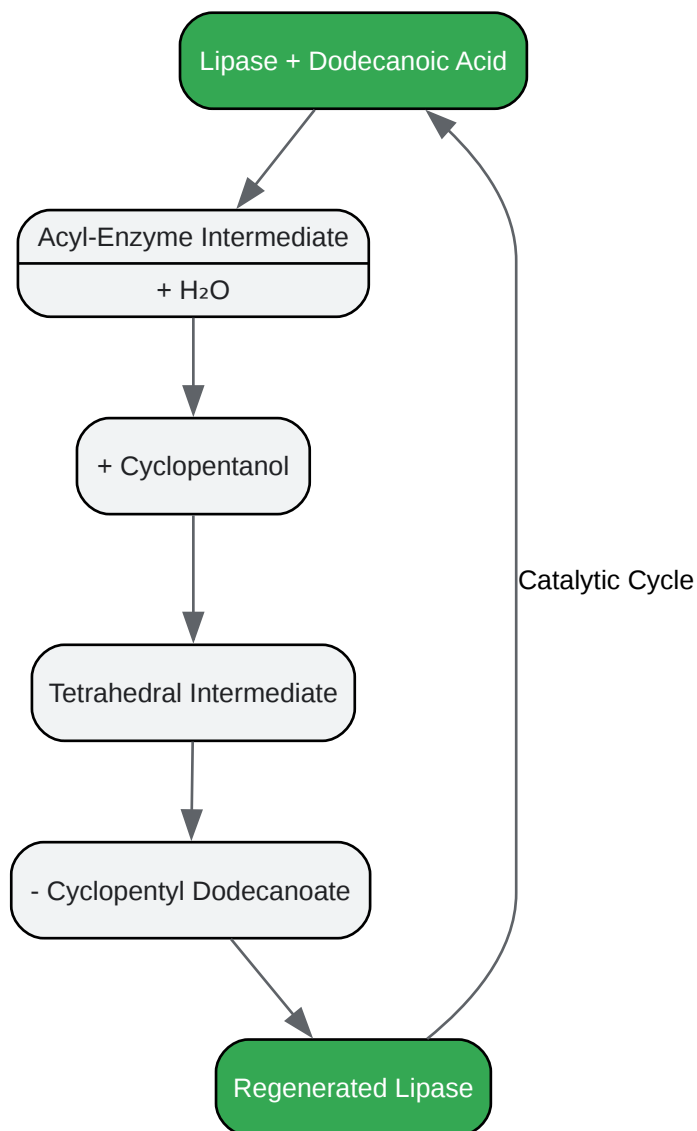 Lipase + Dodecanoic Acid
Acyl-Enzyme Intermediate
+ H₂O
+ Cyclopentanol
Catalytic Cycle
Tetrahedral Intermediate
- Cyclopentyl Dodecanoate
Regenerated Lipase